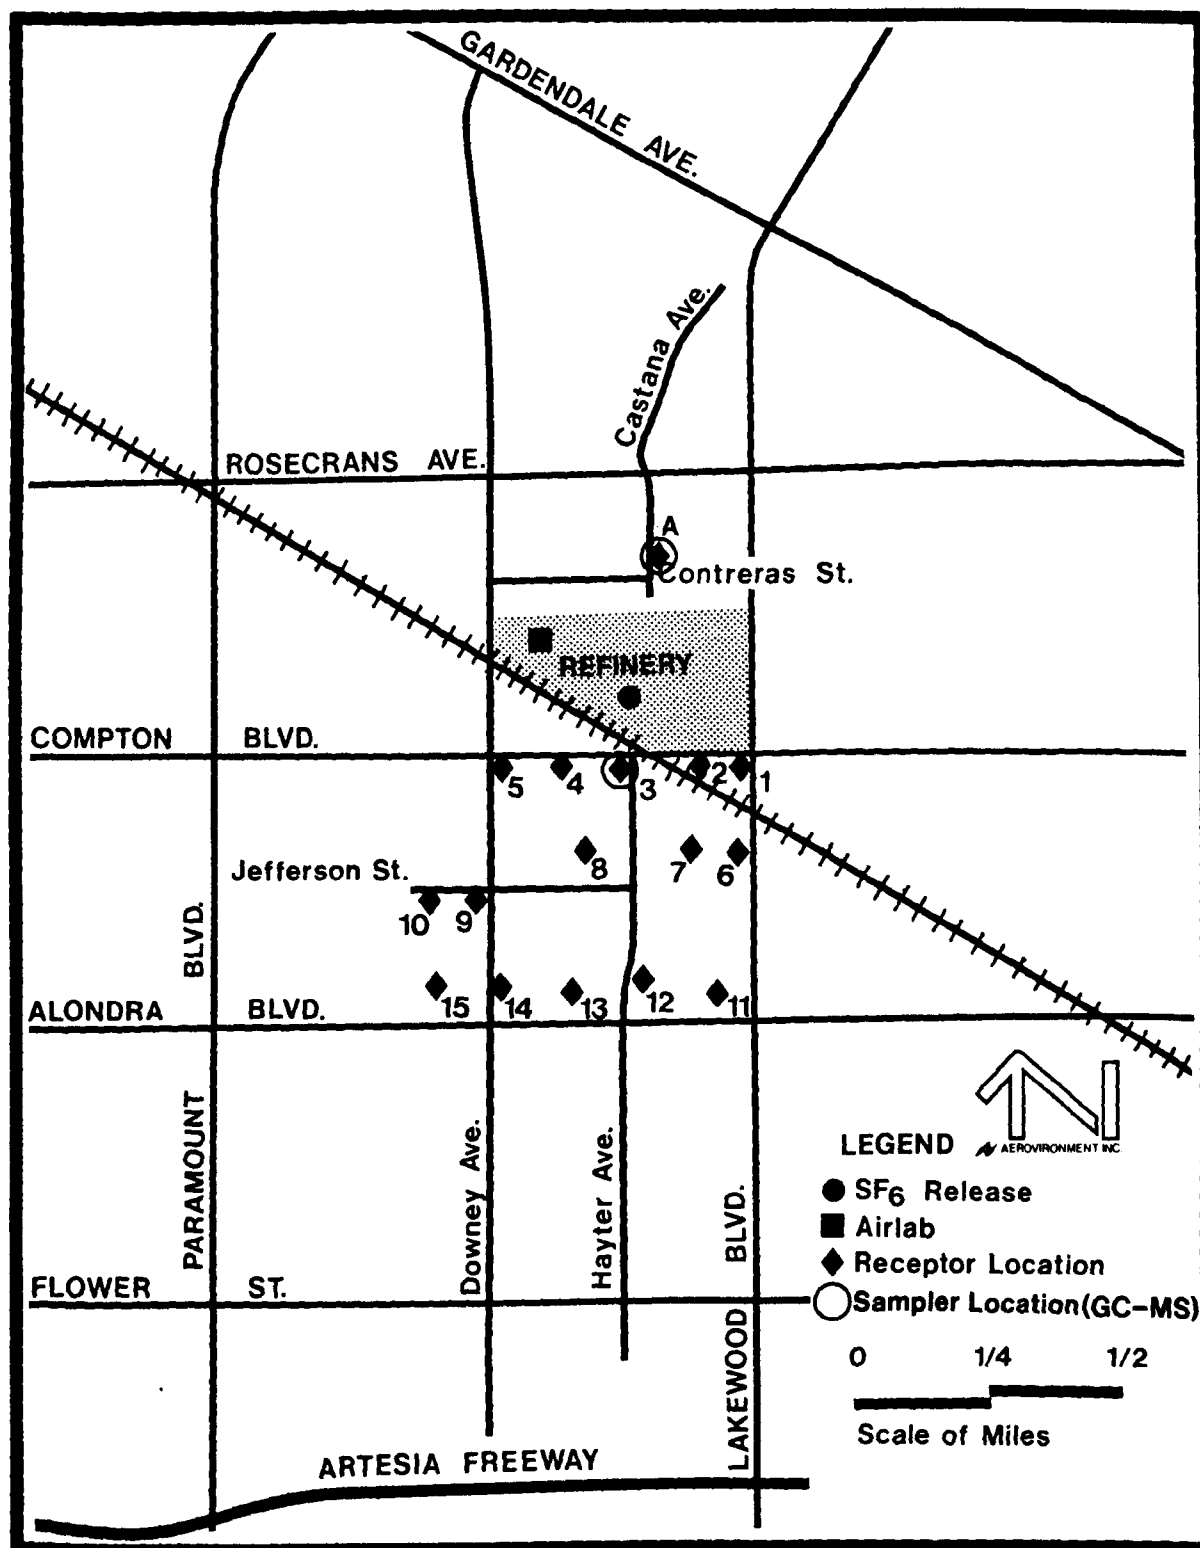 GARDENDALE AVE.
Castana Ave.
ROSECRANS AVE.
A
Contreras St.
REFINERY
COMPTON BLVD.
5
4
3
2
1
8
7
6
Jefferson St.
10
9
15
14
13
12
11
ALONDRA BLVD.
PARAMOUNT BLVD.
Downey Ave.
Hayter Ave.
LAKEWOOD BLVD.
FLOWER ST.
ARTESIA FREEWAY
N
AEROVIRONMENT INC.
LEGEND
SF6 Release
Airlab
Receptor Location
Sampler Location (GC-MS)
0 1/4 1/2
Scale of Miles